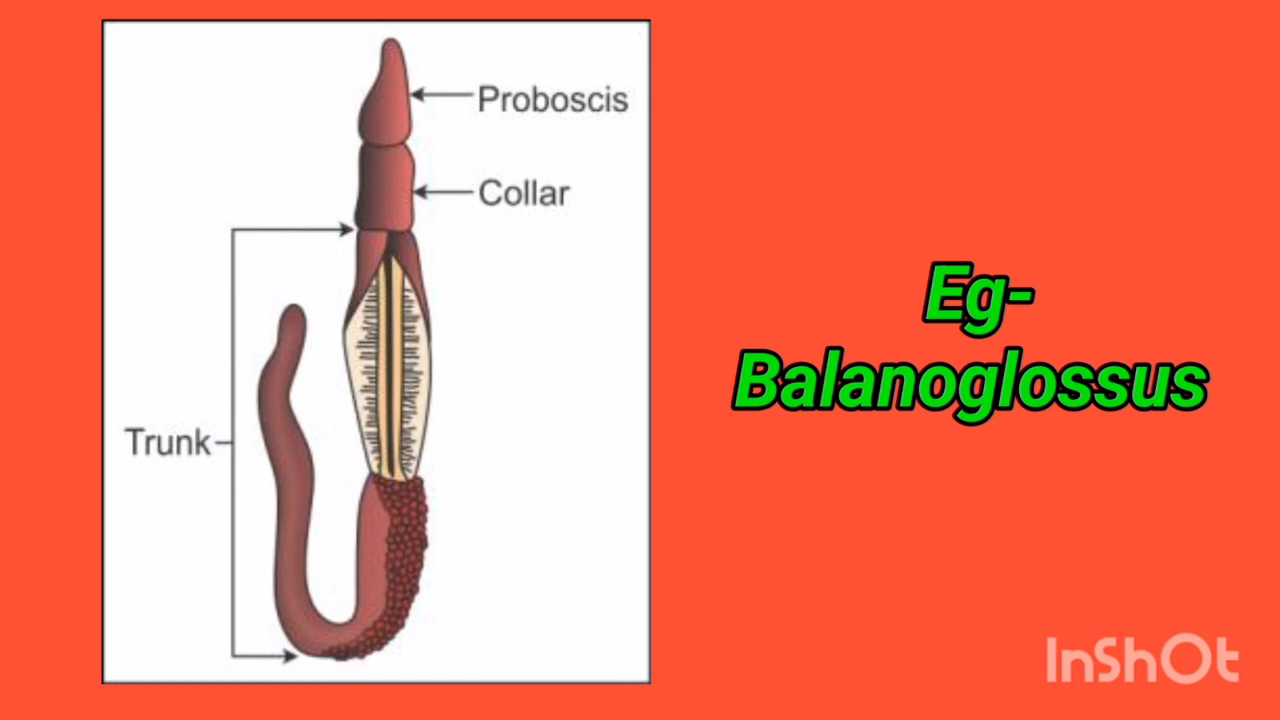 Proboscis
Collar
Trunk
Eg-
Balanoglossus
InShOt